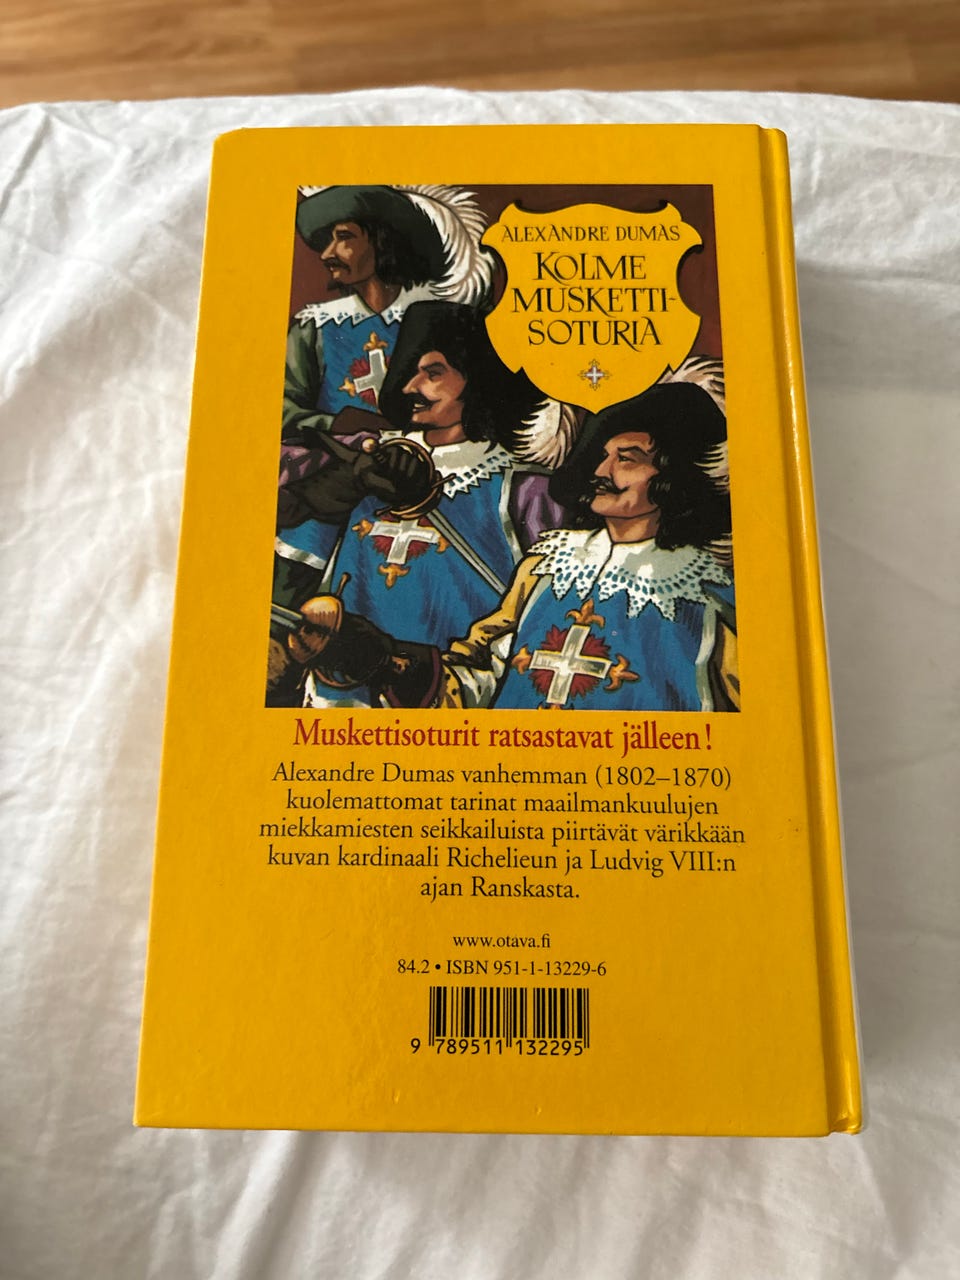 ALEXANDRE DUMAS
KOLME
MUSKETTI-
SOTURIA
Muskettisoturit ratsastavat jälleen!
Alexandre Dumas vanhemman (1802–1870)
kuolemattomat tarinat maailmankuulujen
miekkamiesten seikkailuista piirtävät värikkään
kuvan kardinaali Richelieun ja Ludvig VIII:n
ajan Ranskasta.
www.otava.fi
84.2 • ISBN 951-1-13229-6
9 789511 132295